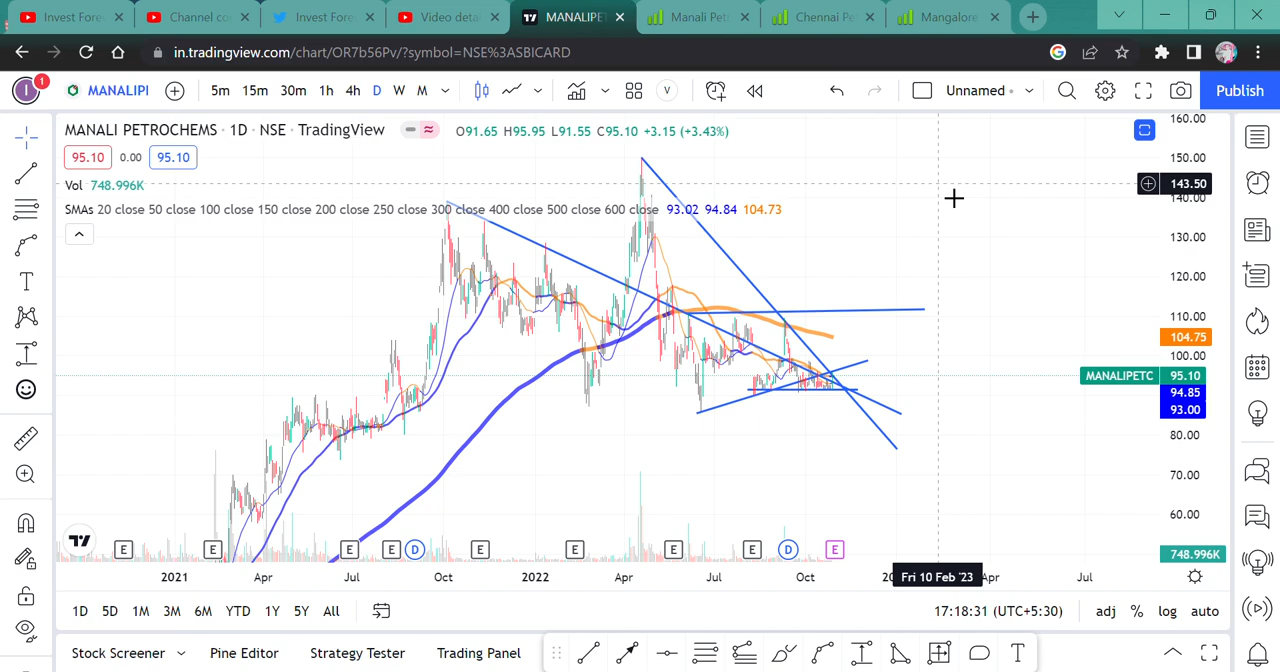 Invest Fore
Channel co
Invest Fore
Video deta
MANALIPE
Manali Pet
Chennai Pe
Mangalore
in.tradingview.com/chart/OR7b56Pv/?symbol=NSE%3ASBICARD
I 1 MANALIPI 5m 15m 30m 1h 4h D W M V Unnamed Publish
MANALI PETROCHEMS · 1D · NSE · TradingView O91.65 H95.95 L91.55 C95.10 +3.15 (+3.43%)
95.10 0.00 95.10
Vol 748.996K
SMAs 20 close 50 close 100 close 150 close 200 close 250 close 300 close 400 close 500 close 600 close 93.02 94.84 104.73
160.00
150.00
143.50
140.00
130.00
120.00
110.00
104.75
100.00
MANALIPETC 95.10
94.85
93.00
80.00
70.00
60.00
748.996K
E E E E D E E E E D E
2021 Apr Jul Oct 2022 Apr Jul Oct 20 Fri 10 Feb '23 Apr Jul
1D 5D 1M 3M 6M YTD 1Y 5Y All 17:18:31 (UTC+5:30) adj % log auto
Stock Screener Pine Editor Strategy Tester Trading Panel T